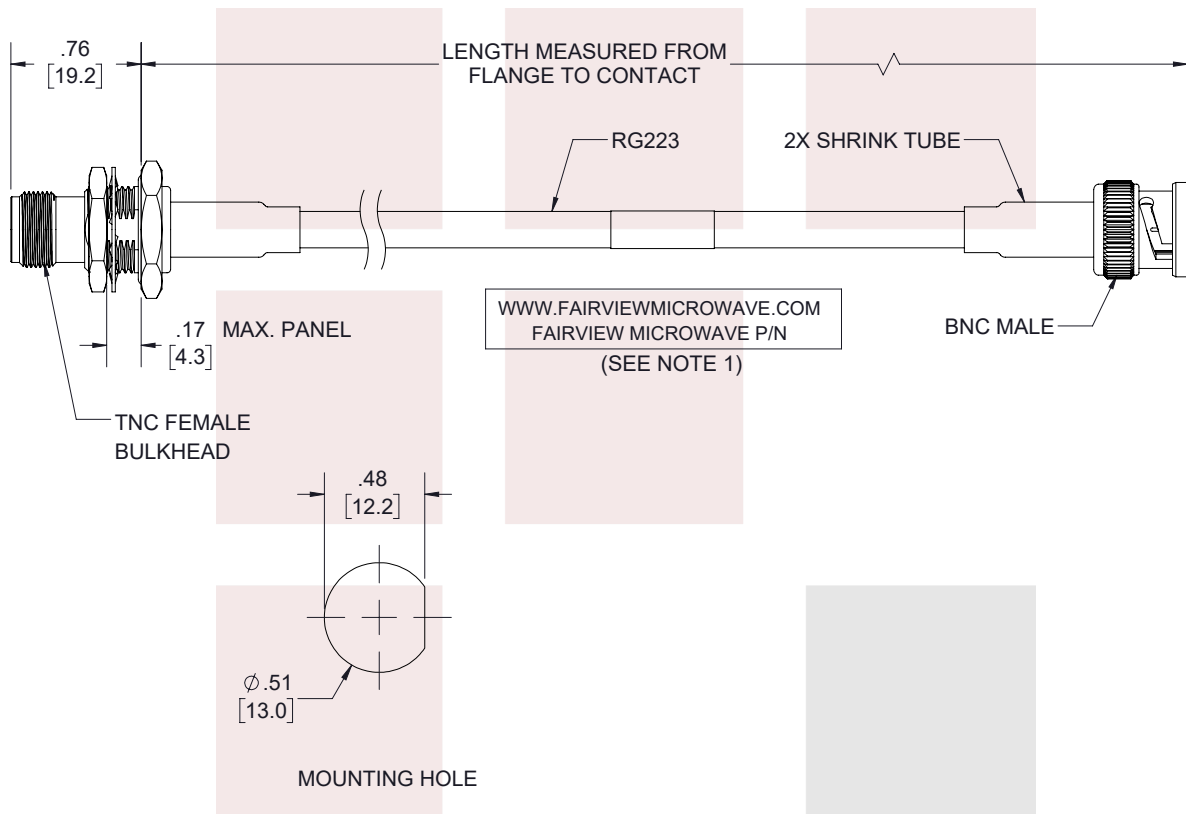 .76
[19.2]
LENGTH MEASURED FROM
FLANGE TO CONTACT
RG223
2X SHRINK TUBE
WWW.FAIRVIEWMICROWAVE.COM
FAIRVIEW MICROWAVE P/N
(SEE NOTE 1)
BNC MALE
.17 MAX. PANEL
[4.3]
TNC FEMALE
BULKHEAD
.48
[12.2]
Ø.51
[13.0]
MOUNTING HOLE